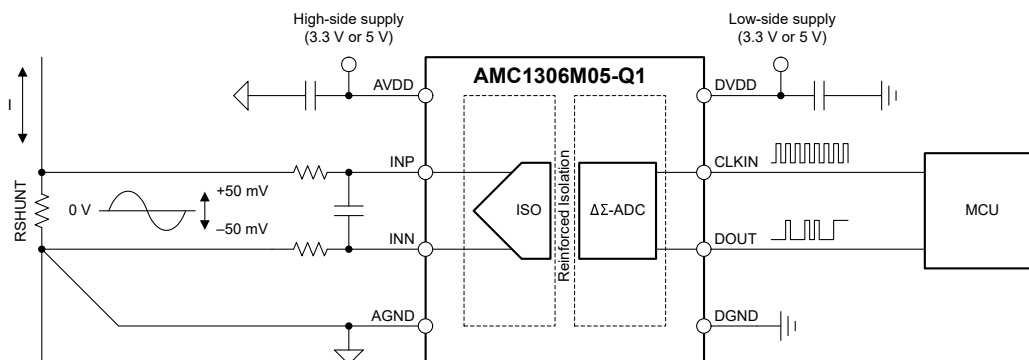 High-side supply
(3.3 V or 5 V)
Low-side supply
(3.3 V or 5 V)
AMC1306M05-Q1
AVDD
DVDD
I
INP
CLKIN
RSHUNT
0 V
+50 mV
–50 mV
ISO
Reinforced Isolation
ΔΣ-ADC
MCU
INN
DOUT
AGND
DGND